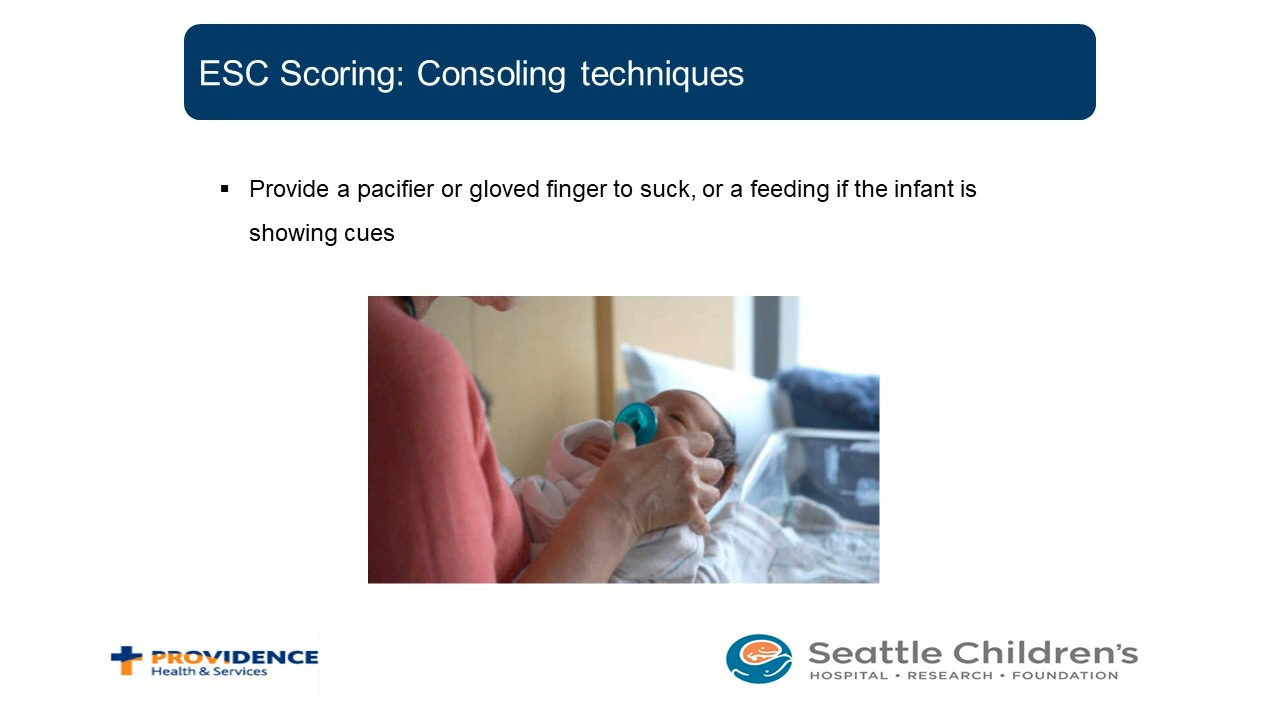 ESC Scoring: Consoling techniques
▪ Provide a pacifier or gloved finger to suck, or a feeding if the infant is
showing cues
PROVIDENCE
Health & Services
Seattle Children's
HOSPITAL • RESEARCH • FOUNDATION